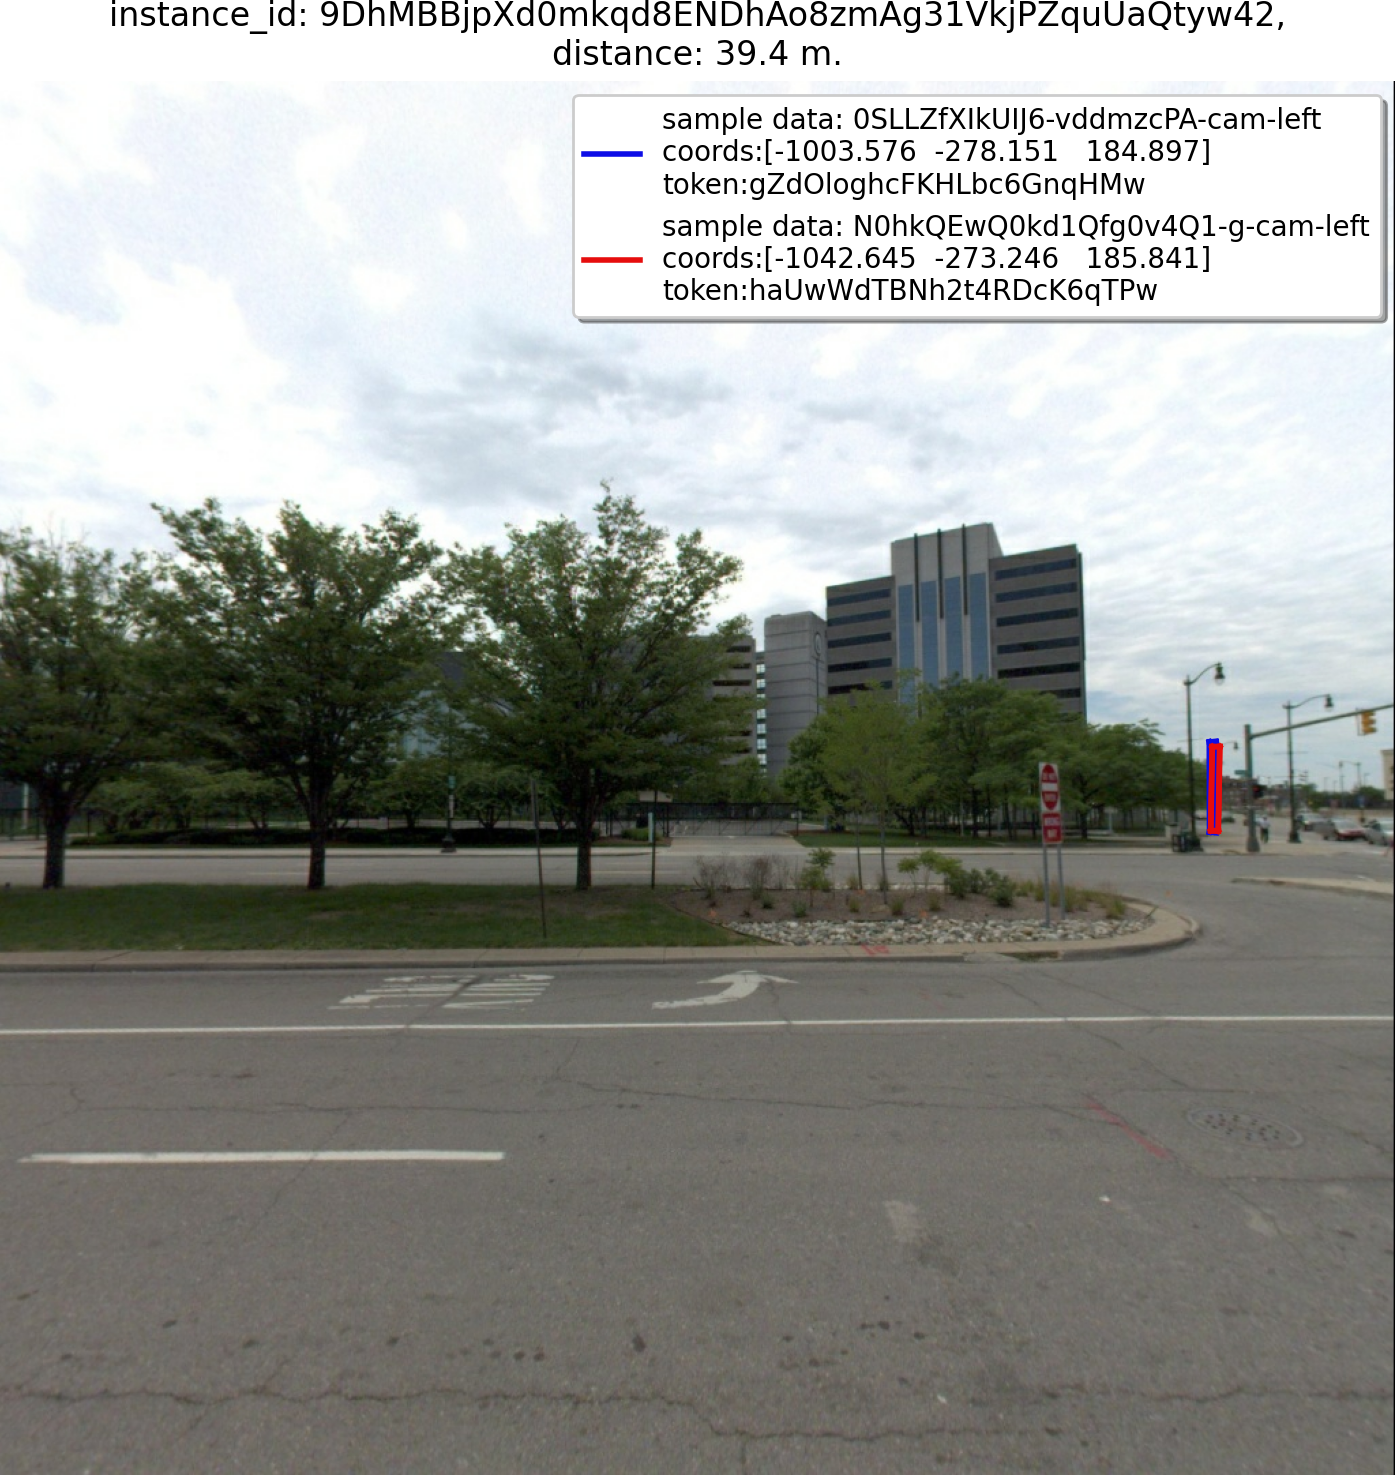 instance_id: 9DhMBBjpXd0mkqd8ENDhAo8zmAg31VkjPZquUaQtyw42,
distance: 39.4 m.
sample data: 0SLLZfXIkUIJ6-vddmzcPA-cam-left
coords:[-1003.576 -278.151 184.897]
token:gZdOloghcFKHLbc6GnqHMw
sample data: N0hkQEwQ0kd1Qfg0v4Q1-g-cam-left
coords:[-1042.645 -273.246 185.841]
token:haUwWdTBNh2t4RDcK6qTPw